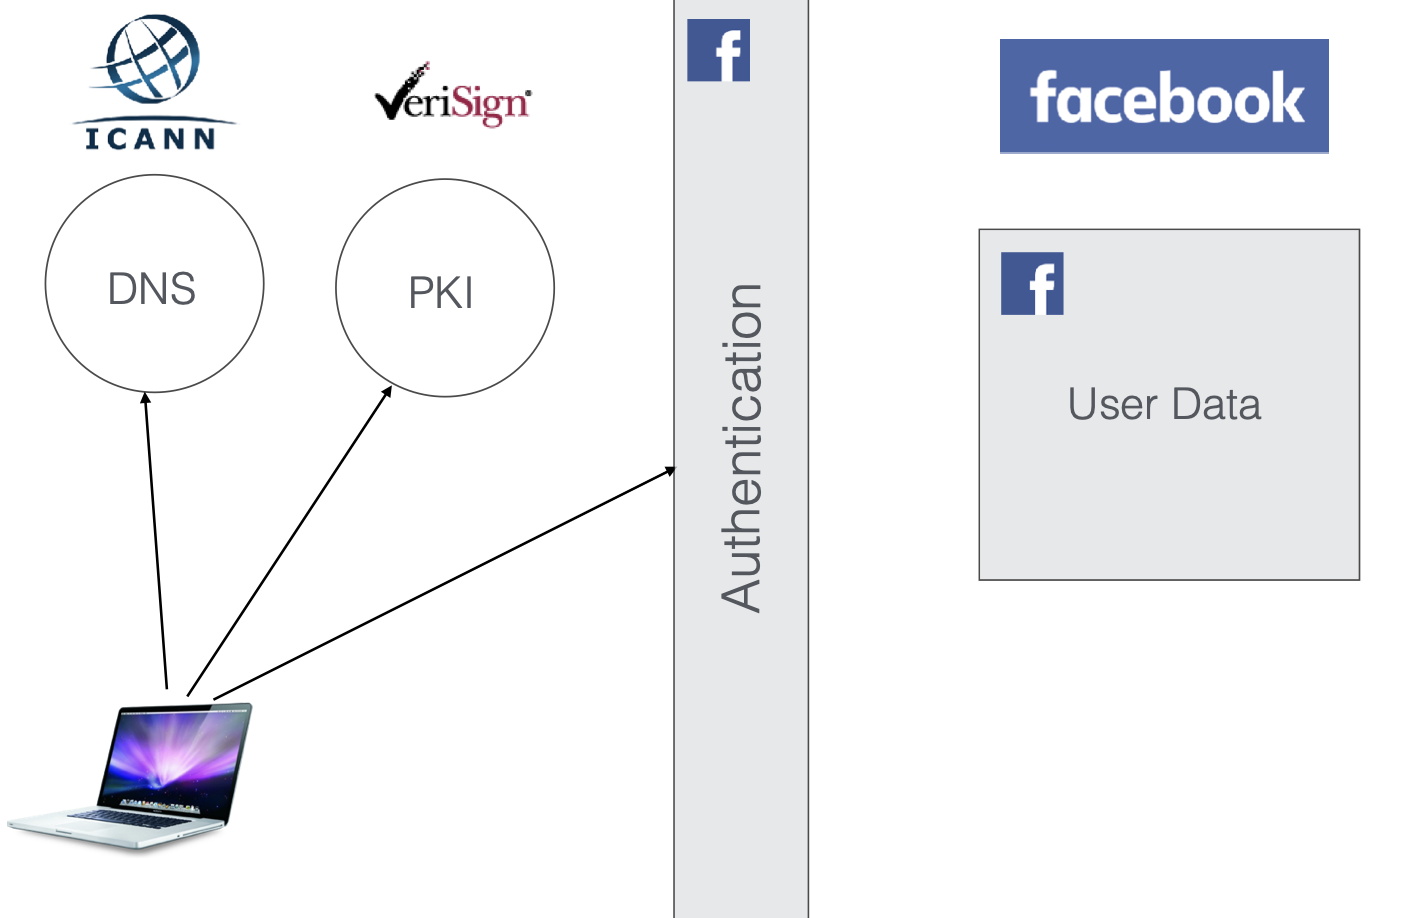 ICANN
VeriSign®
f
facebook
DNS
PKI
Authentication
f
User Data